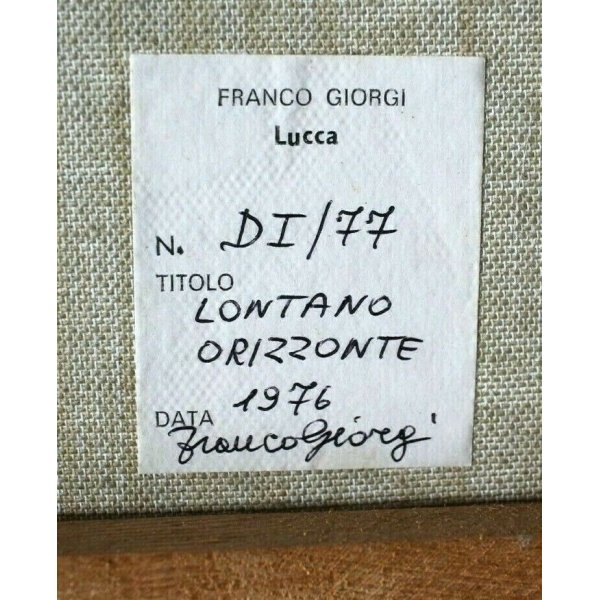 FRANCO GIORGI
Lucca
N. DI/77
TITOLO
LONTANO
ORIZZONTE
DATA 1976
Franco Giorgi